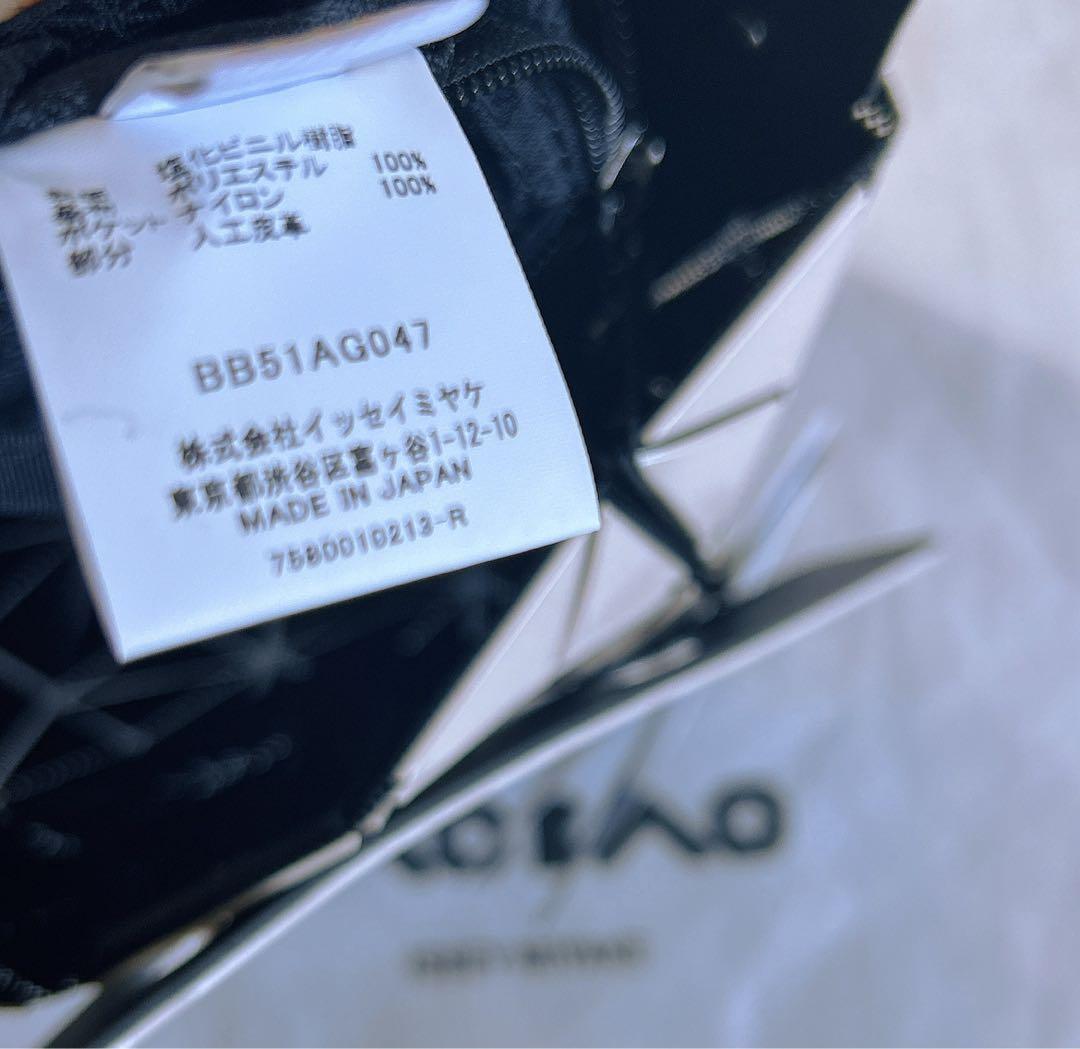 塩化ビニル樹脂
ポリエステル 100%
ナイロン 100%
ポケット
部分 人工皮革
BB51AG047
株式会社イッセイミヤケ
東京都渋谷区富ヶ谷1-12-10
MADE IN JAPAN
7580010213-R